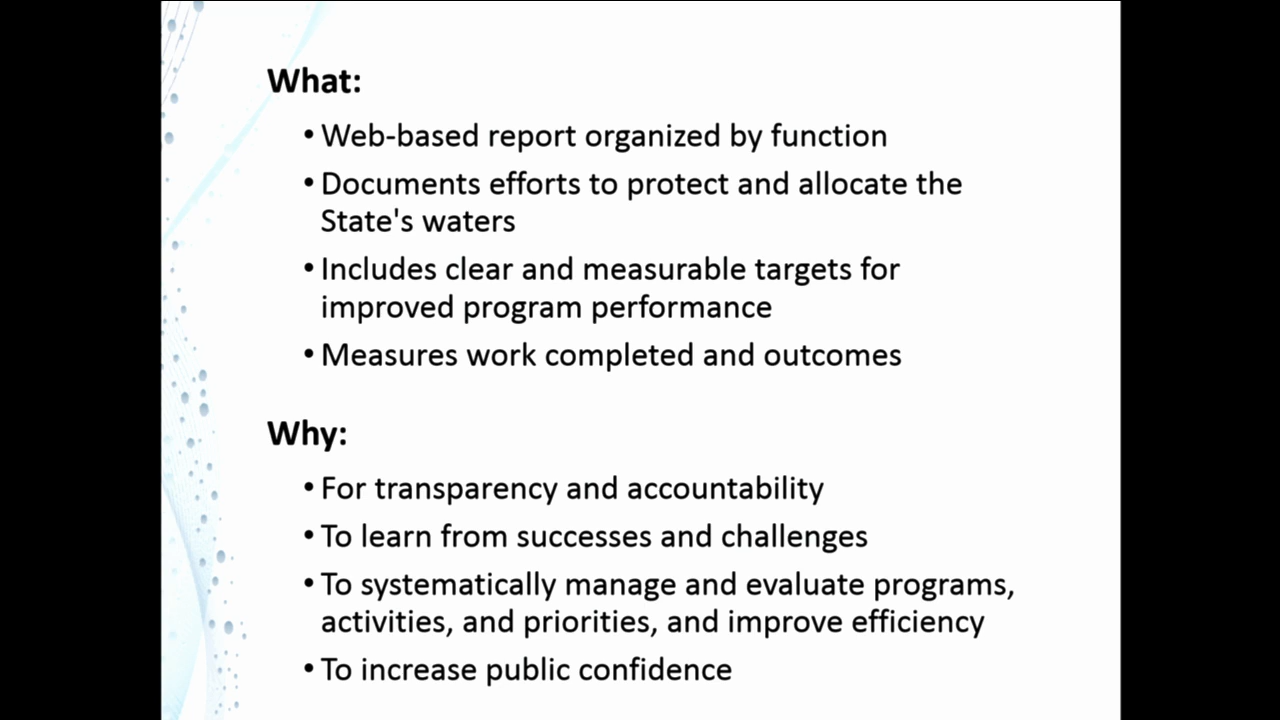 What:
• Web-based report organized by function
• Documents efforts to protect and allocate the
State's waters
• Includes clear and measurable targets for
improved program performance
• Measures work completed and outcomes
Why:
• For transparency and accountability
• To learn from successes and challenges
• To systematically manage and evaluate programs,
activities, and priorities, and improve efficiency
• To increase public confidence